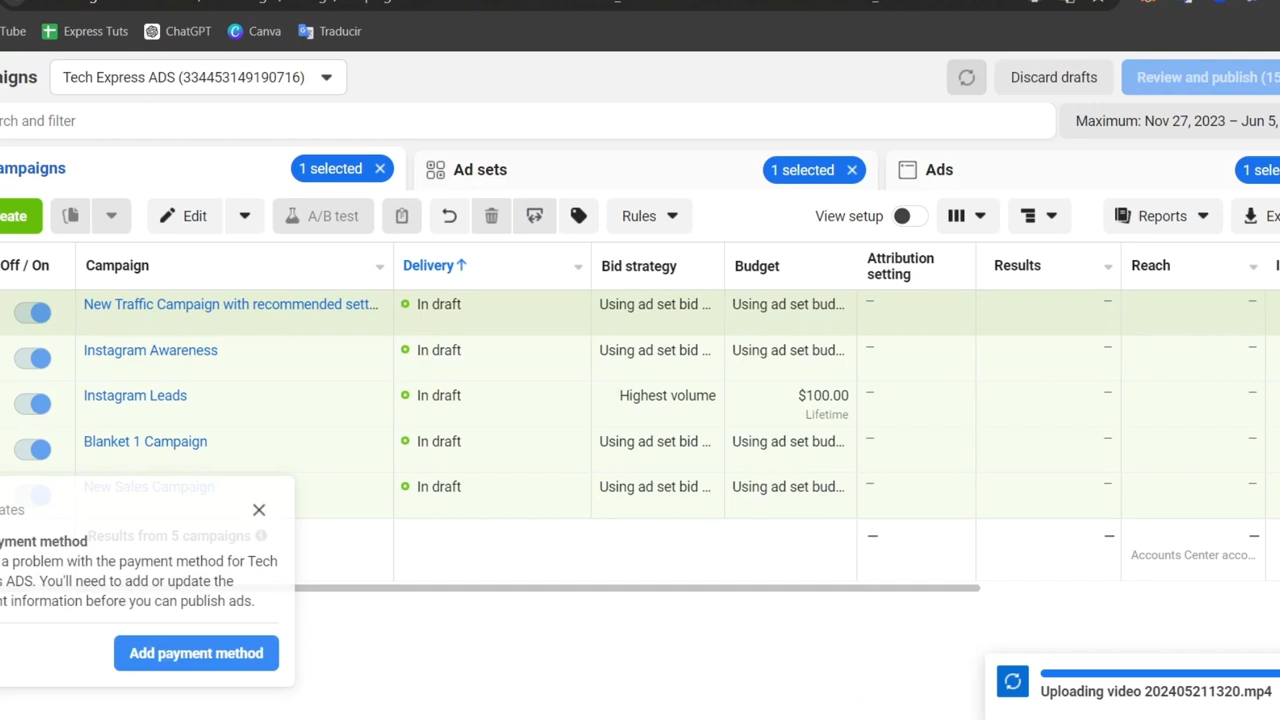 Tube
Express Tuts
ChatGPT
Canva
Traducir
aigns
Tech Express ADS (334453149190716)
Discard drafts
Review and publish (15
rch and filter
Maximum: Nov 27, 2023 – Jun 5,
ampaigns
1 selected
Ad sets
1 selected
Ads
1 sele
eate
Edit
A/B test
Rules
View setup
Reports
Ex
Off / On
Campaign
Delivery↑
Bid strategy
Budget
Attribution
setting
Results
Reach
New Traffic Campaign with recommended sett...
In draft
Using ad set bid ...
Using ad set bud...
—
—
—
Instagram Awareness
In draft
Using ad set bid ...
Using ad set bud...
—
—
—
Instagram Leads
In draft
Highest volume
$100.00
Lifetime
—
—
—
Blanket 1 Campaign
In draft
Using ad set bid ...
Using ad set bud...
—
—
—
New Sales Campaign
In draft
Using ad set bid ...
Using ad set bud...
—
—
—
Results from 5 campaigns
—
—
—
Accounts Center acco...
ates
yment method
a problem with the payment method for Tech
s ADS. You'll need to add or update the
nt information before you can publish ads.
Add payment method
Uploading video 202405211320.mp4